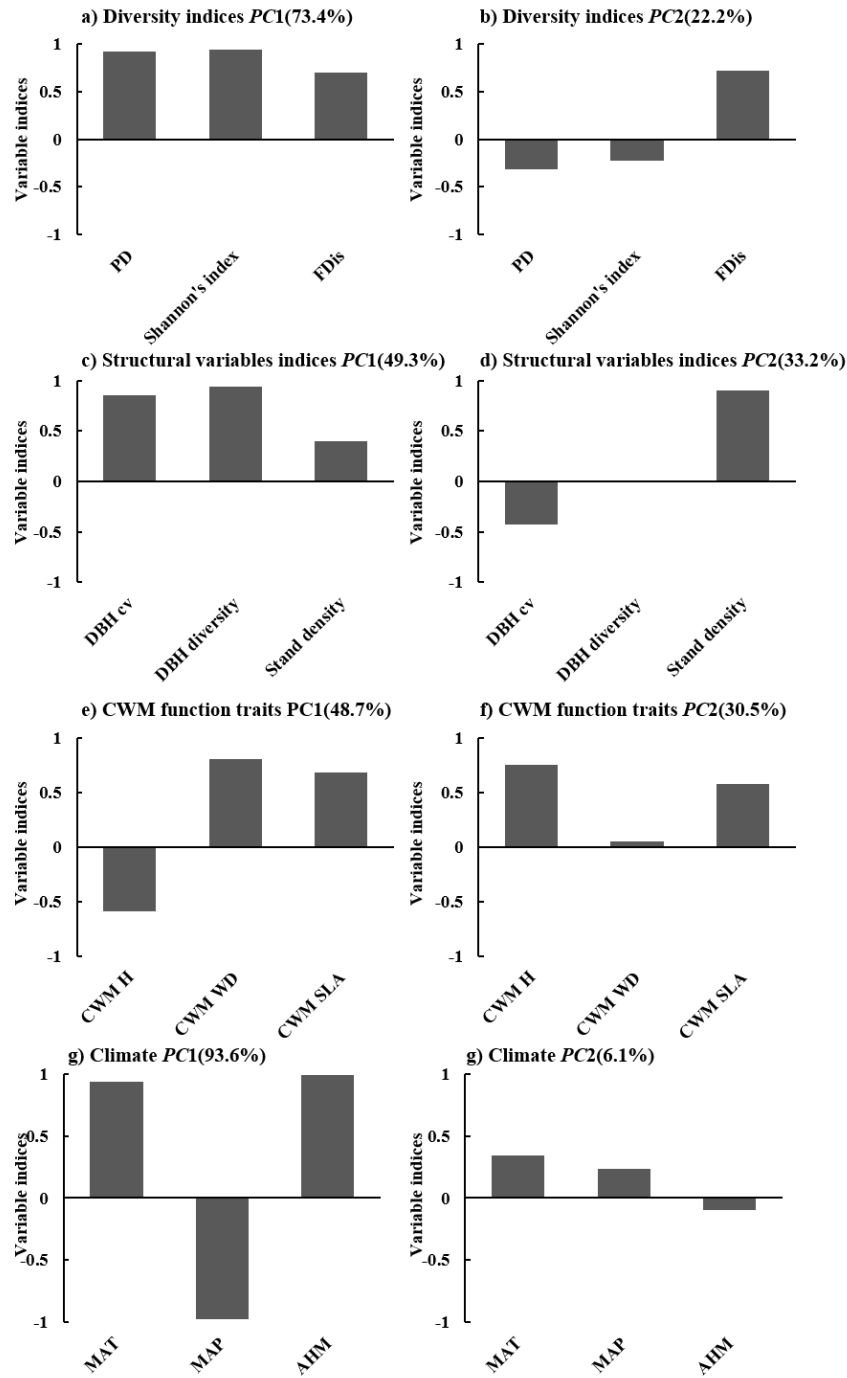 a) Diversity indices PC1(73.4%)
Variable indices
1
0.5
0
-0.5
-1
PD
Shannon's index
FDis
b) Diversity indices PC2(22.2%)
Variable indices
1
0.5
0
-0.5
-1
PD
Shannon's index
FDis
c) Structural variables indices PC1(49.3%)
Variable indices
1
0.5
0
-0.5
-1
DBH cv
DBH diversity
Stand density
d) Structural variables indices PC2(33.2%)
Variable indices
1
0.5
0
-0.5
-1
DBH cv
DBH diversity
Stand density
e) CWM function traits PC1(48.7%)
Variable indices
1
0.5
0
-0.5
-1
CWM H
CWM WD
CWM SLA
f) CWM function traits PC2(30.5%)
Variable indices
1
0.5
0
-0.5
-1
CWM H
CWM WD
CWM SLA
g) Climate PC1(93.6%)
Variable indices
1
0.5
0
-0.5
-1
MAT
MAP
AHM
g) Climate PC2(6.1%)
Variable indices
1
0.5
0
-0.5
-1
MAT
MAP
AHM